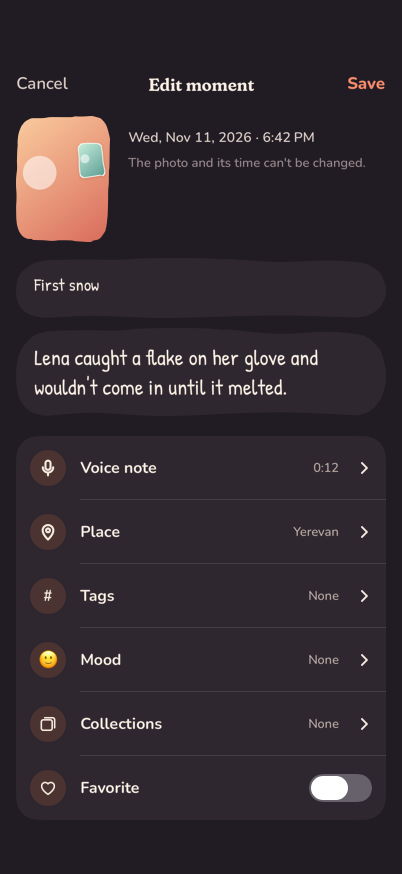 Cancel
Edit moment
Save
Wed, Nov 11, 2026 · 6:42 PM
The photo and its time can't be changed.
First snow
Lena caught a flake on her glove and
wouldn't come in until it melted.
Voice note
0:12
Place
Yerevan
# Tags
None
Mood
None
Collections
None
Favorite